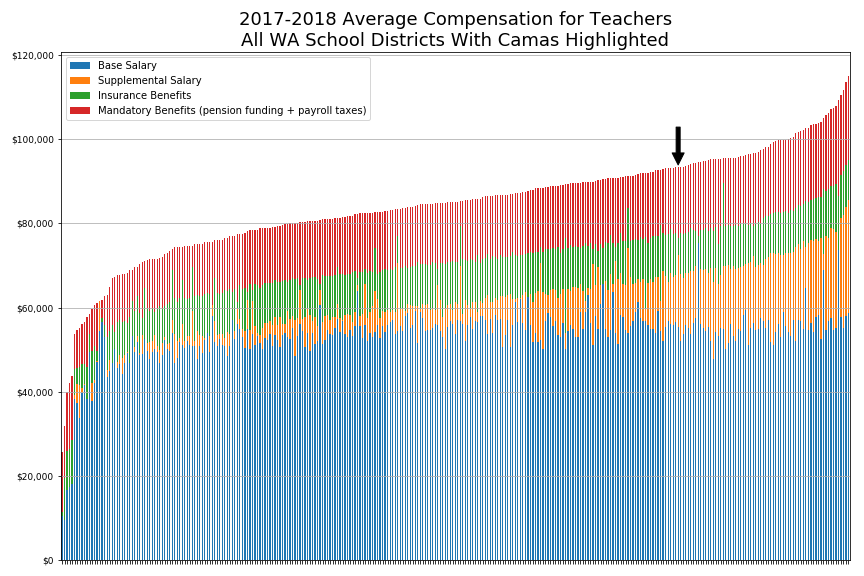 2017-2018 Average Compensation for Teachers
All WA School Districts With Camas Highlighted
$120,000
$100,000
$80,000
$60,000
$40,000
$20,000
$0
Base Salary
Supplemental Salary
Insurance Benefits
Mandatory Benefits (pension funding + payroll taxes)